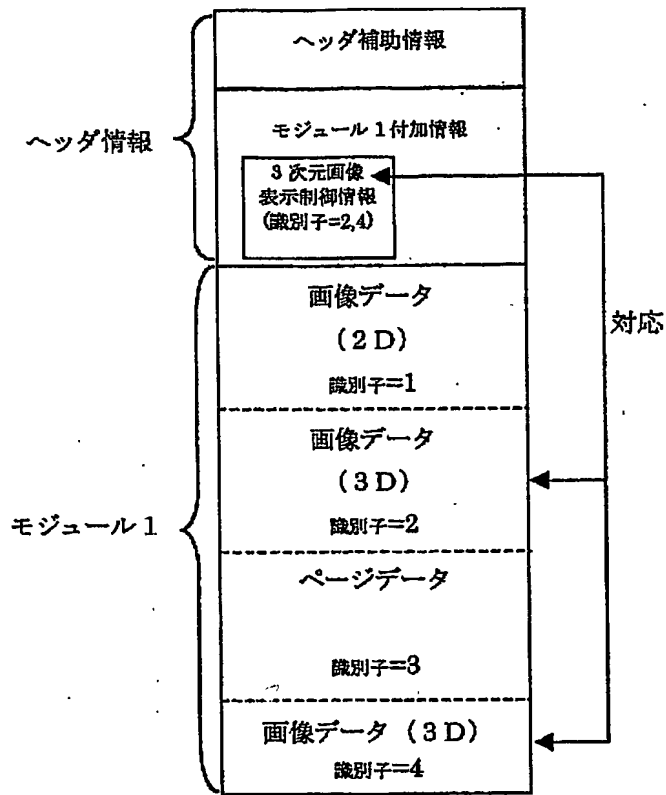 ヘッダ補助情報
ヘッダ情報
モジュール1付加情報
3次元画像
表示制御情報
(識別子=2,4)
対応
画像データ
(2D)
識別子=1
画像データ
(3D)
識別子=2
モジュール1
ページデータ
識別子=3
画像データ (3D)
識別子=4